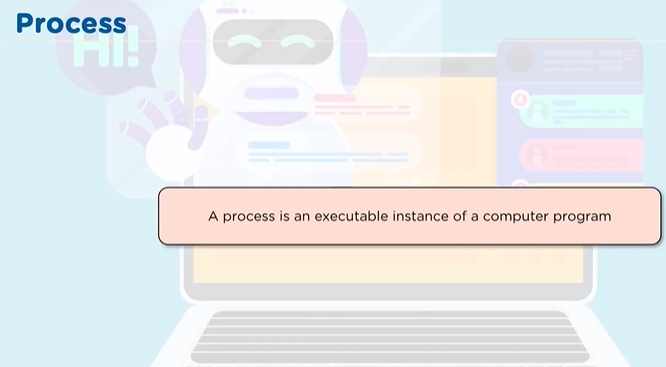 Process
Hi!
A process is an executable instance of a computer program